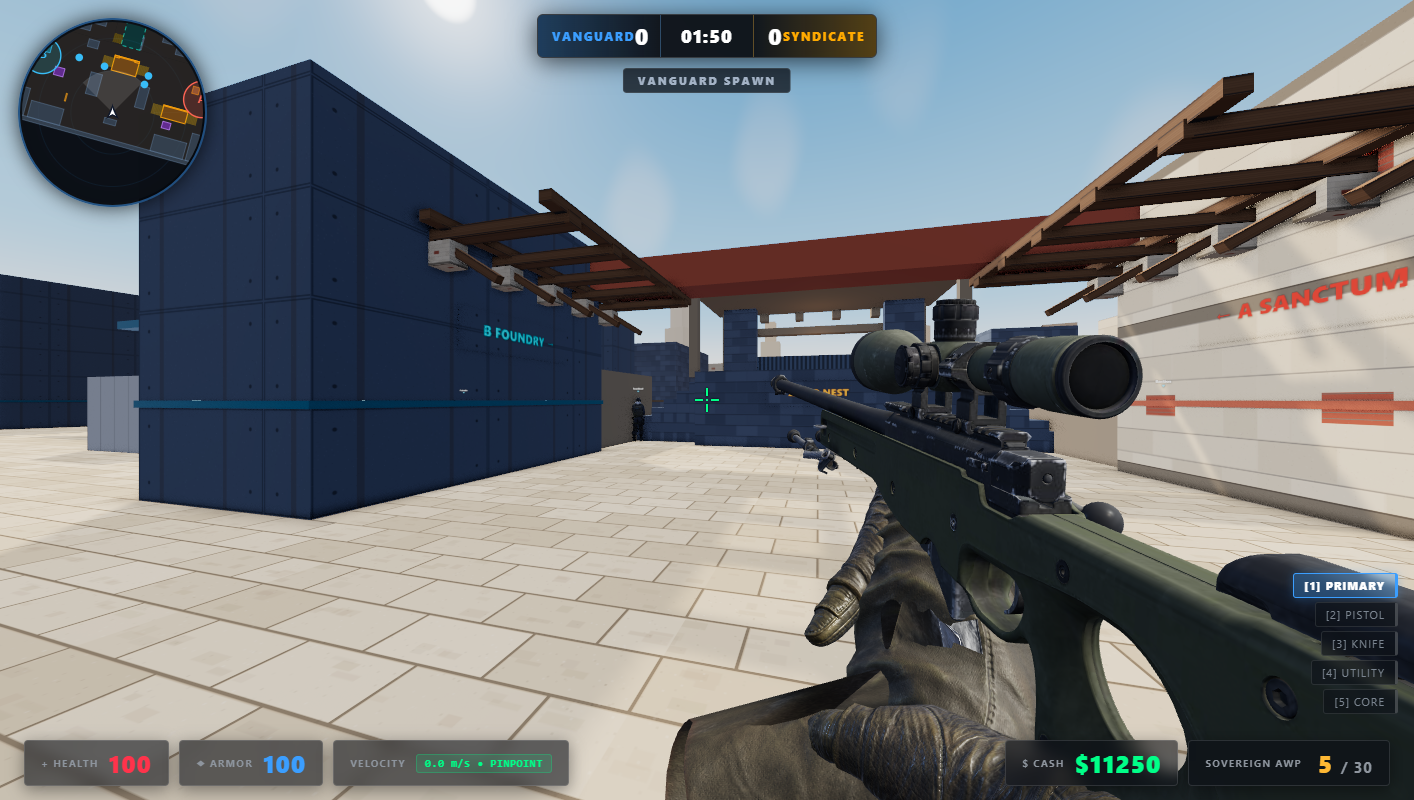 VANGUARD 0
01:50
0 SYNDICATE
VANGUARD SPAWN
B FOUNDRY →
NEST
← A SANCTUM
[1] PRIMARY
[2] PISTOL
[3] KNIFE
[4] UTILITY
[5] CORE
+ HEALTH 100
◆ ARMOR 100
VELOCITY 0.0 m/s • PINPOINT
$ CASH $11250
SOVEREIGN AWP 5 / 30